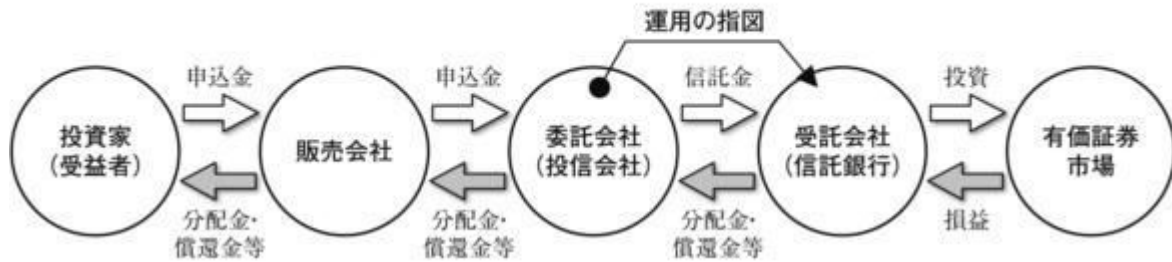 運用の指図
申込金
申込金
信託金
投資
投資家
(受益者)
販売会社
委託会社
(投信会社)
受託会社
(信託銀行)
有価証券
市場
分配金・
償還金等
分配金・
償還金等
分配金・
償還金等
損益